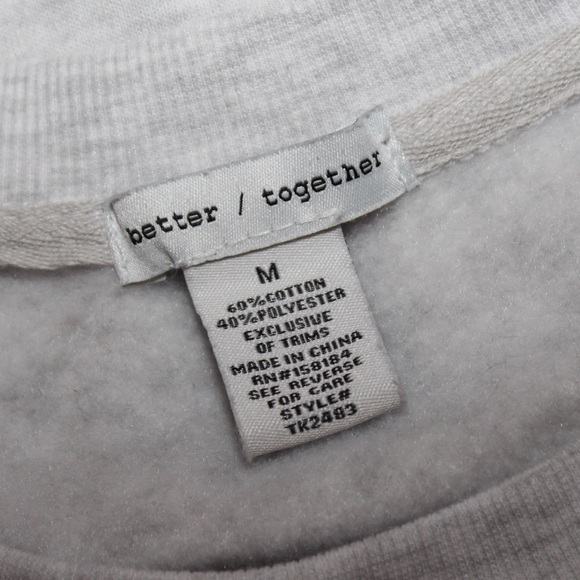 better / together
M
60%COTTON
40%POLYESTER
EXCLUSIVE
OF TRIMS
MADE IN CHINA
RN#158184
SEE REVERSE
FOR CARE
STYLE#
TK2483